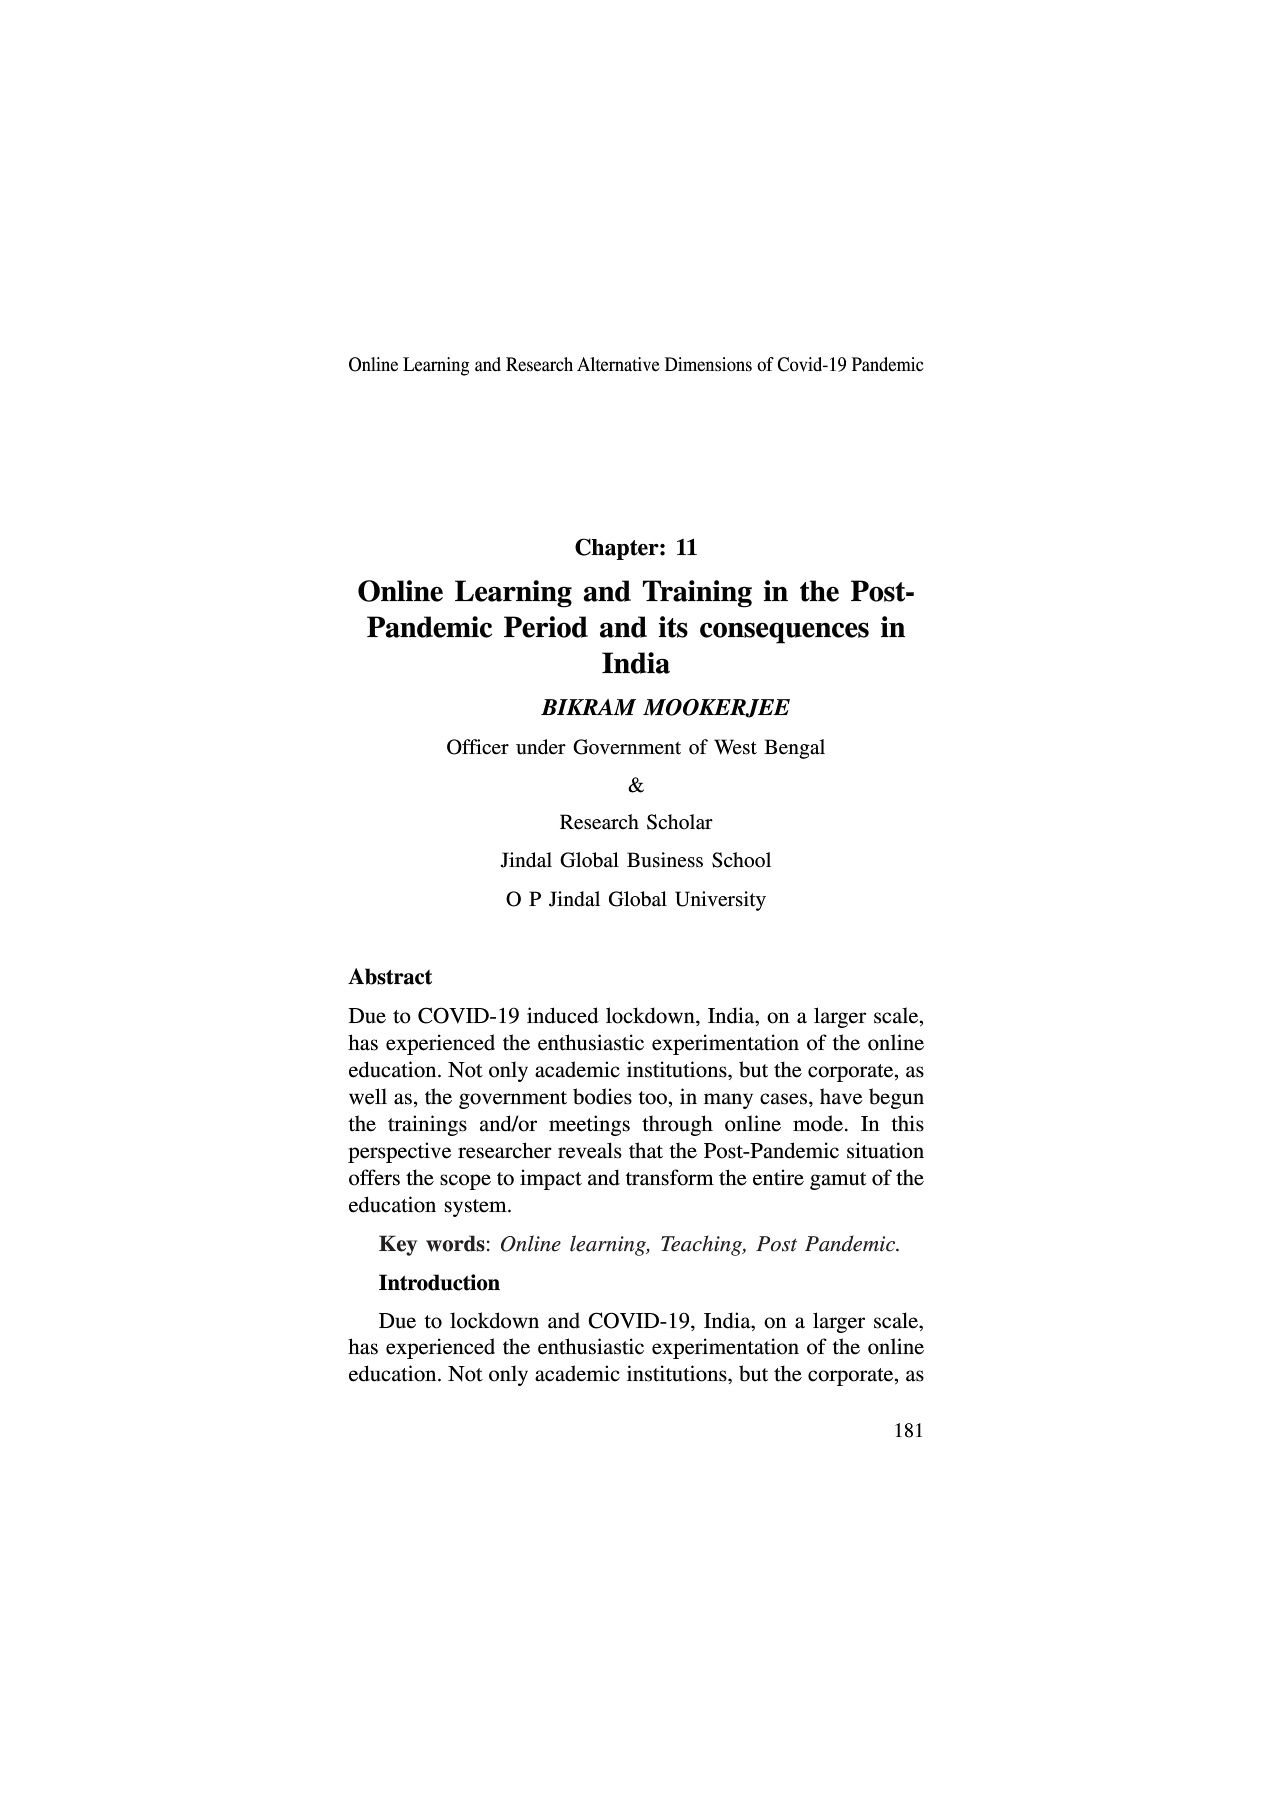 Online Learning and Research Alternative Dimensions of Covid-19 Pandemic
Chapter: 11
Online Learning and Training in the Post-
Pandemic Period and its consequences in
India
BIKRAM MOOKERJEE
Officer under Government of West Bengal
&
Research Scholar
Jindal Global Business School
O P Jindal Global University
Abstract
Due to COVID-19 induced lockdown, India, on a larger scale,
has experienced the enthusiastic experimentation of the online
education. Not only academic institutions, but the corporate, as
well as, the government bodies too, in many cases, have begun
the trainings and/or meetings through online mode. In this
perspective researcher reveals that the Post-Pandemic situation
offers the scope to impact and transform the entire gamut of the
education system.
Key words: Online learning, Teaching, Post Pandemic.
Introduction
Due to lockdown and COVID-19, India, on a larger scale,
has experienced the enthusiastic experimentation of the online
education. Not only academic institutions, but the corporate, as
181